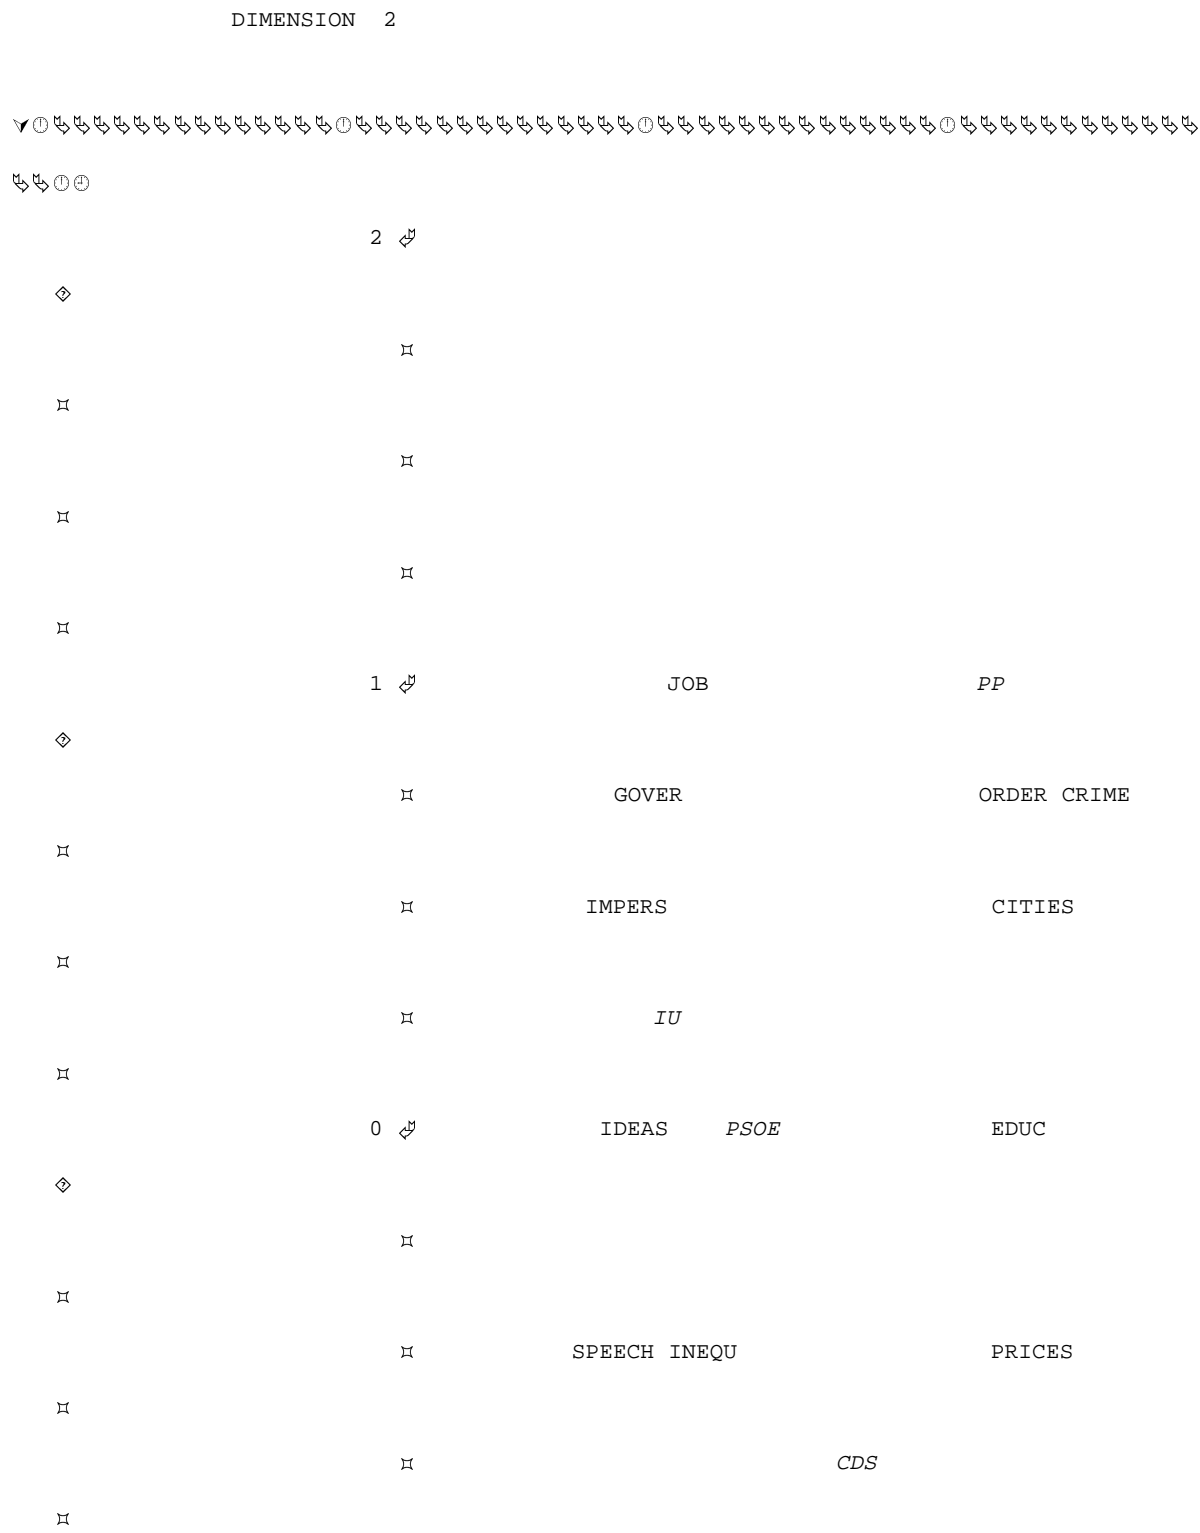 DIMENSION 2
2
1 JOB PP
GOVER ORDER CRIME
IMPERS CITIES
IU
0 IDEAS PSOE EDUC
SPEECH INEQU PRICES
CDS